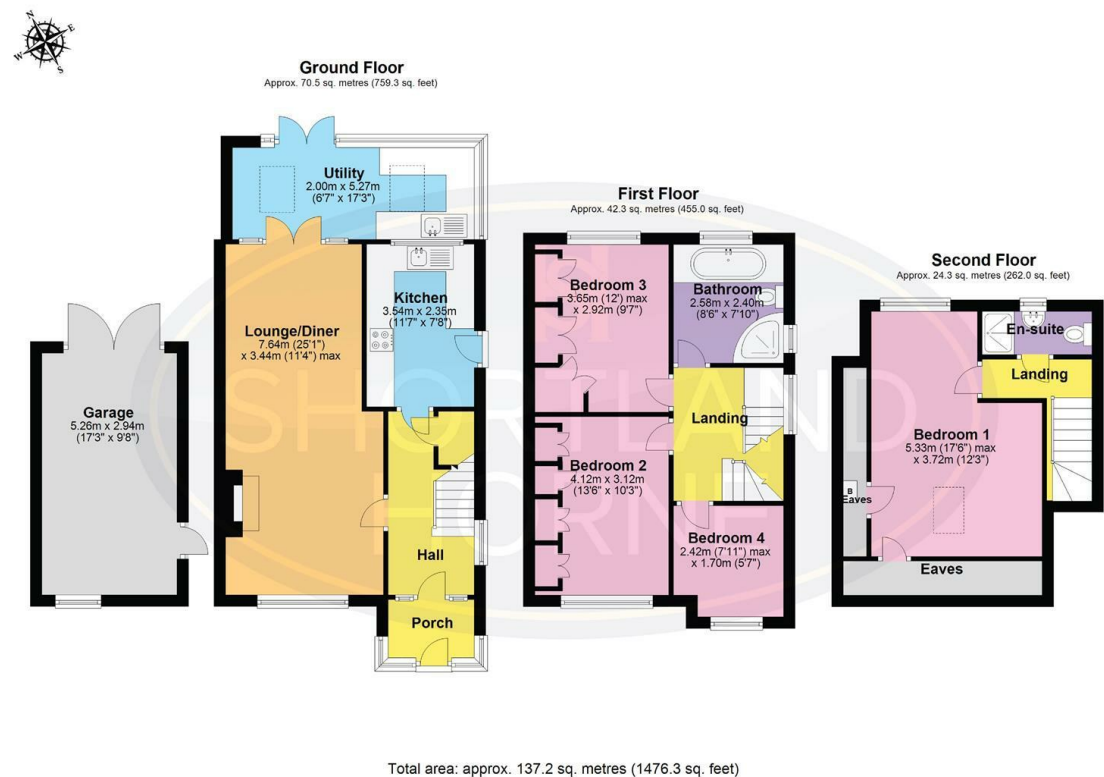 N
E
S
W
Ground Floor
Approx. 70.5 sq. metres (759.3 sq. feet)
Utility
2.00m x 5.27m
(6'7" x 17'3")
Kitchen
3.54m x 2.35m
(11'7" x 7'8")
Lounge/Diner
7.64m (25'1")
x 3.44m (11'4") max
Garage
5.26m x 2.94m
(17'3" x 9'8")
Hall
Porch
First Floor
Approx. 42.3 sq. metres (455.0 sq. feet)
Bedroom 3
3.65m (12') max
x 2.92m (9'7")
Bathroom
2.58m x 2.40m
(8'6" x 7'10")
Landing
Bedroom 2
4.12m x 3.12m
(13'6" x 10'3")
Bedroom 4
2.42m (7'11") max
x 1.70m (5'7")
Second Floor
Approx. 24.3 sq. metres (262.0 sq. feet)
En-suite
Landing
Bedroom 1
5.33m (17'6") max
x 3.72m (12'3")
B
Eaves
Eaves
SHORTLAND
HORNE
Total area: approx. 137.2 sq. metres (1476.3 sq. feet)